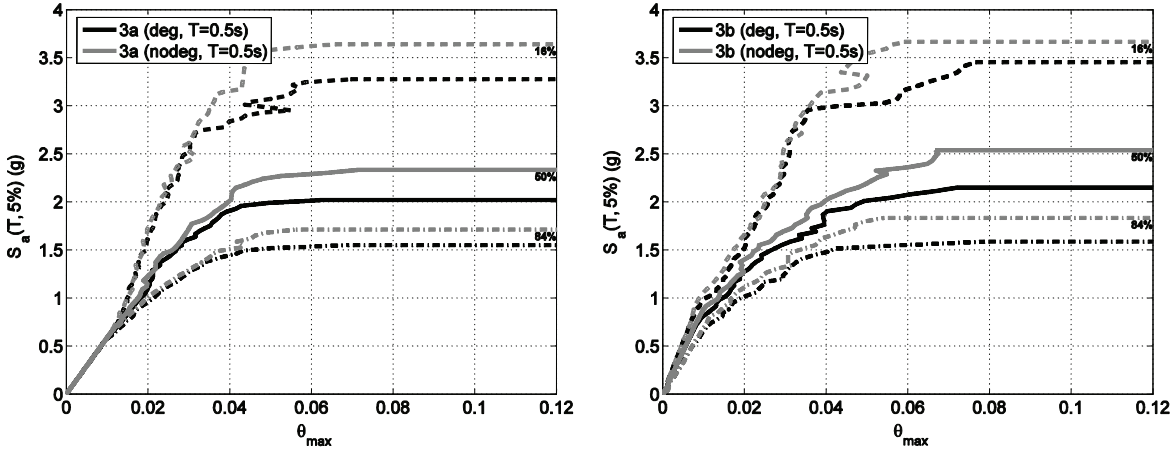 3a (deg, T=0.5s)
3a (nodeg, T=0.5s)
4
3.5
3
2.5
2
1.5
1
0.5
0
S_a(T, 5%) (g)
16%
50%
84%
0 0.02 0.04 0.06 0.08 0.1 0.12
θ_max
3b (deg, T=0.5s)
3b (nodeg, T=0.5s)
4
3.5
3
2.5
2
1.5
1
0.5
0
S_a(T, 5%) (g)
16%
50%
84%
0 0.02 0.04 0.06 0.08 0.1 0.12
θ_max